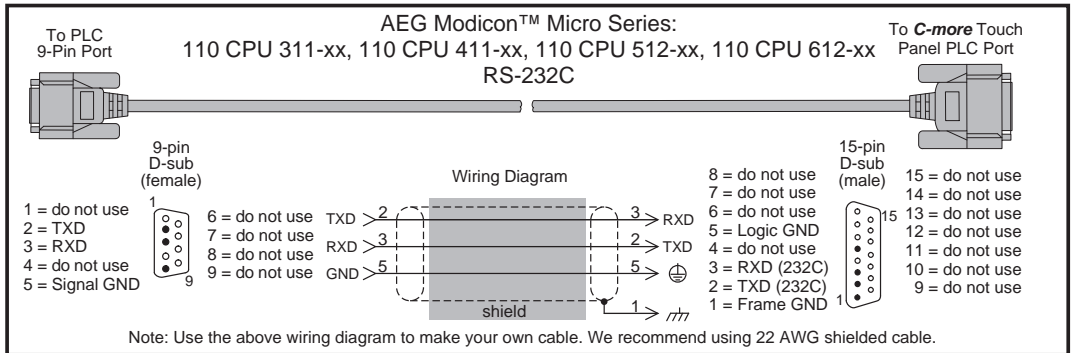 AEG Modicon™ Micro Series:
110 CPU 311-xx, 110 CPU 411-xx, 110 CPU 512-xx, 110 CPU 612-xx
RS-232C
To PLC
9-Pin Port
To C-more Touch
Panel PLC Port
9-pin
D-sub
(female)
1 = do not use
2 = TXD
3 = RXD
4 = do not use
5 = Signal GND
1
9
6 = do not use
7 = do not use
8 = do not use
9 = do not use
Wiring Diagram
TXD 2 3 RXD
RXD 3 2 TXD
GND 5 5
1
shield
8 = do not use
7 = do not use
6 = do not use
5 = Logic GND
4 = do not use
3 = RXD (232C)
2 = TXD (232C)
1 = Frame GND
15-pin
D-sub
(male)
15
1
15 = do not use
14 = do not use
13 = do not use
12 = do not use
11 = do not use
10 = do not use
9 = do not use
Note: Use the above wiring diagram to make your own cable. We recommend using 22 AWG shielded cable.